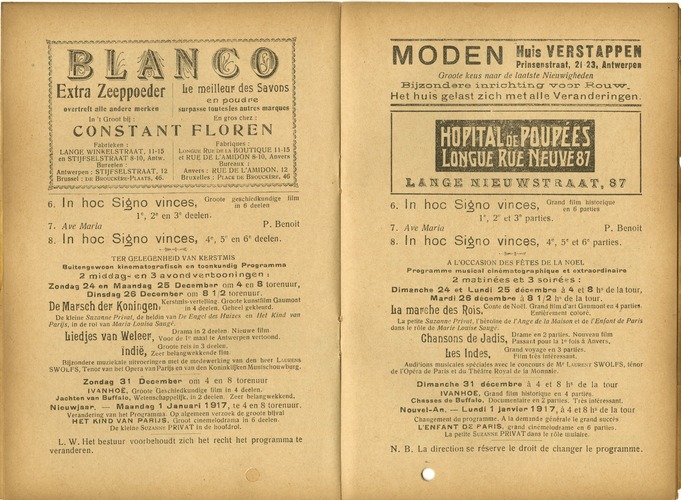 BLANCO
Extra Zeeppoeder
overtreft alle andere merken
In 't Groot bij :
Le meilleur des Savons
en poudre
surpasse toutes les autres marques
En gros chez :
CONSTANT FLOREN
Fabrieken :
LANGE WINKELSTRAAT, 11-15
en STIJFSELSTRAAT 8-10, Antw.
Bureelen :
Antwerpen : STIJFSELSTRAAT, 12
Brussel : DE BROUCKÈRE-PLAATS, 46.
Fabriques :
LONGUE RUE DE LA BOUTIQUE 11-15
et RUE DE L'AMIDON 8-10, Anvers
Bureaux :
Anvers : RUE DE L'AMIDON, 12
Bruxelles : PLACE DE BROUCKÈRE, 46
6. In hoc Signo vinces, Groote geschiedkundige film in 6 deelen
1e, 2e en 3e deelen.
7. Ave Maria P. Benoit
8. In hoc Signo vinces, 4e, 5e en 6e deelen.
TER GELEGENHEID VAN KERSTMIS
Buitengewoon kinematografisch en toonkundig Programma
2 middag- en 3 avondverbooningen :
Zondag 24 en Maandag 25 December om 4 en 8 torenuur,
Dinsdag 26 December om 8 1/2 torenuur.
De Marsch der Koningen, Kerstmis-vertelling. Groote kunstfilm Gaumont in 4 deelen. Geheel gekleurd.
De kleine Suzanne Privat, de heldin van De Engel des Huizes en Het Kind van
Parijs, in de rol van Maria-Louisa Sauge.
Liedjes van Weleer, Drama in 2 deelen. Nieuwe film Voor de 1e maal te Antwerpen vertoond.
Indië, Groote reis in 3 deelen. Zeer belangwekkende film.
Bijzondere muzikale uitvoeringen met de medewerking van den heer LAURENS
SWOLFS, Tenor van het Opera van Parijs en van den Koninklijken Muntschouwburg.
Zondag 31 December om 4 en 8 torenuur
IVANHOË, Groote Geschiedkundige film in 4 deelen.
Jachten van Buffalo, Wetenschappelijk, in 2 deelen. Zeer belangwekkend.
Nieuwjaar. — Maandag 1 Januari 1917, te 4 en 8 torenuur.
Verandering van het Programma. Op algemeen verzoek de groote bijval
HET KIND VAN PARIJS, Groot cinemadrama in 6 deelen.
De kleine SUZANNE PRIVAT in de hoofdrol.
L. W. Het bestuur voorbehoudt zich het recht het programma te
veranderen.
MODEN Huis VERSTAPPEN
Prinsenstraat, 21-23, Antwerpen
Groote keus naar de laatste Nieuwigheden
Bijzondere inrichting voor Rouw.
Het huis gelast zich met alle Veranderingen.
HOPITAL DE POUPÉES
LONGUE RUE NEUVE 87
LANGE NIEUWSTRAAT, 87
6. In hoc Signo vinces, Grand film historique en 6 parties
1e, 2e et 3e parties.
7. Ave Maria P. Benoit
8. In hoc Signo vinces, 4e, 5e et 6e parties.
A L'OCCASION DES FÊTES DE LA NOEL
Programme musical cinématographique et extraordinaire
2 matinées et 3 soirées :
Dimanche 24 et Lundi 25 décembre à 4 et 8 hs de la tour
Mardi 26 décembre à 8 1/2 hs de la tour.
La marche des Rois. Conte de Noël. Grand film d'art Gaumont en 4 parties. Entièrement coloré.
La petite Suzanne Privat, l'héroïne de l'Ange de la Maison et de l'Enfant de Paris
dans le rôle de Marie Louise Sauge.
Chansons de Jadis, Drame en 2 parties. Nouveau film Passant pour la 1e fois à Anvers,
Les Indes, Grand voyage en 3 parties. Film très intéressant.
Auditions musicales spéciales avec le concours de Mr LAURENT SWOLFS, ténor
de l'Opéra de Paris et du Théâtre Royal de la Monnaie.
Dimanche 31 décembre à 4 et 8 hs de la tour
IVANHOË, Grand film historique en 4 parties.
Chasses de Buffalo, Documentaire en 2 parties. Très intéressant.
Nouvel-An. — Lundi 1 janvier 1917, à 4 et 8 hs de la tour
Changement de programme. A la demande générale le grand succès
L'ENFANT DE PARIS, grand cinémadrame en 6 parties.
La petite SUZANNE PRIVAT dans le rôle titulaire.
N. B. La direction se réserve le droit de changer le programme.